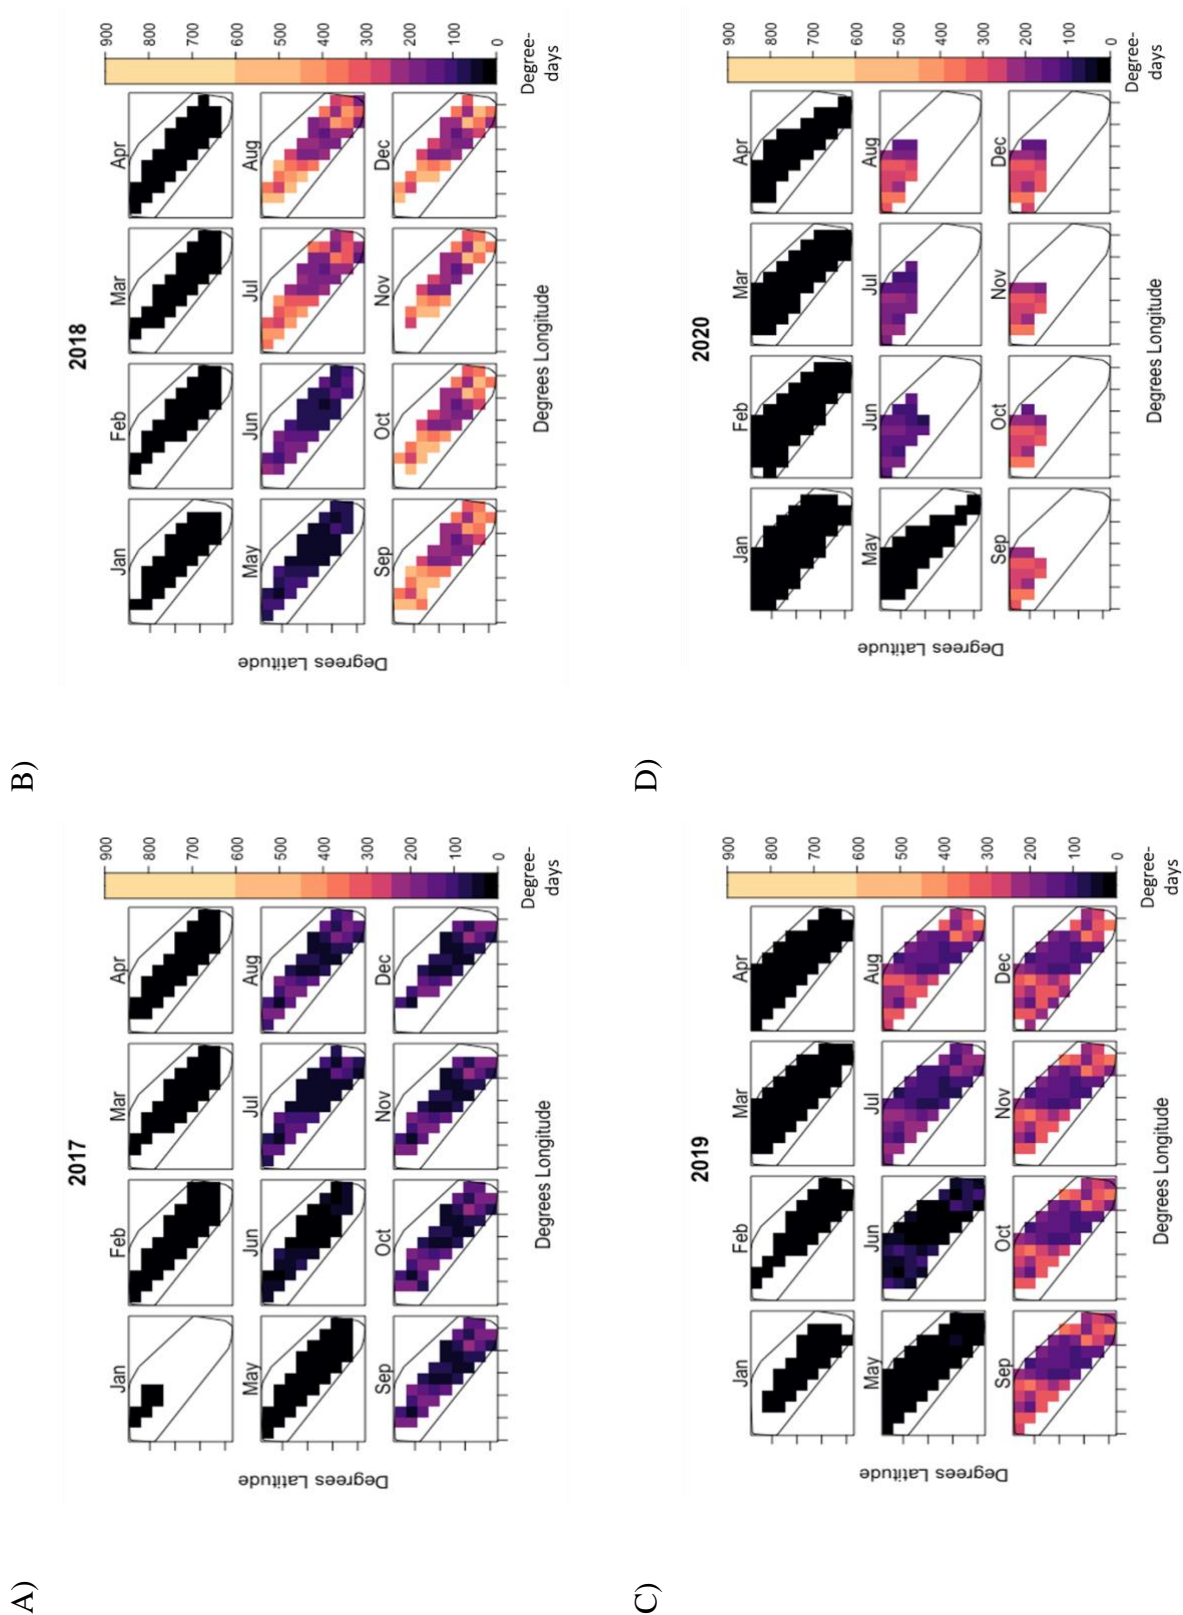 A)
2017
Jan Feb Mar Apr
May Jun Jul Aug
Sep Oct Nov Dec
Degrees Latitude
Degrees Longitude
900
800
700
600
500
400
300
200
100
0
Degree-
days
B)
2018
Jan Feb Mar Apr
May Jun Jul Aug
Sep Oct Nov Dec
Degrees Latitude
Degrees Longitude
900
800
700
600
500
400
300
200
100
0
Degree-
days
C)
2019
Jan Feb Mar Apr
May Jun Jul Aug
Sep Oct Nov Dec
Degrees Latitude
Degrees Longitude
900
800
700
600
500
400
300
200
100
0
Degree-
days
D)
2020
Jan Feb Mar Apr
May Jun Jul Aug
Sep Oct Nov Dec
Degrees Latitude
Degrees Longitude
900
800
700
600
500
400
300
200
100
0
Degree-
days